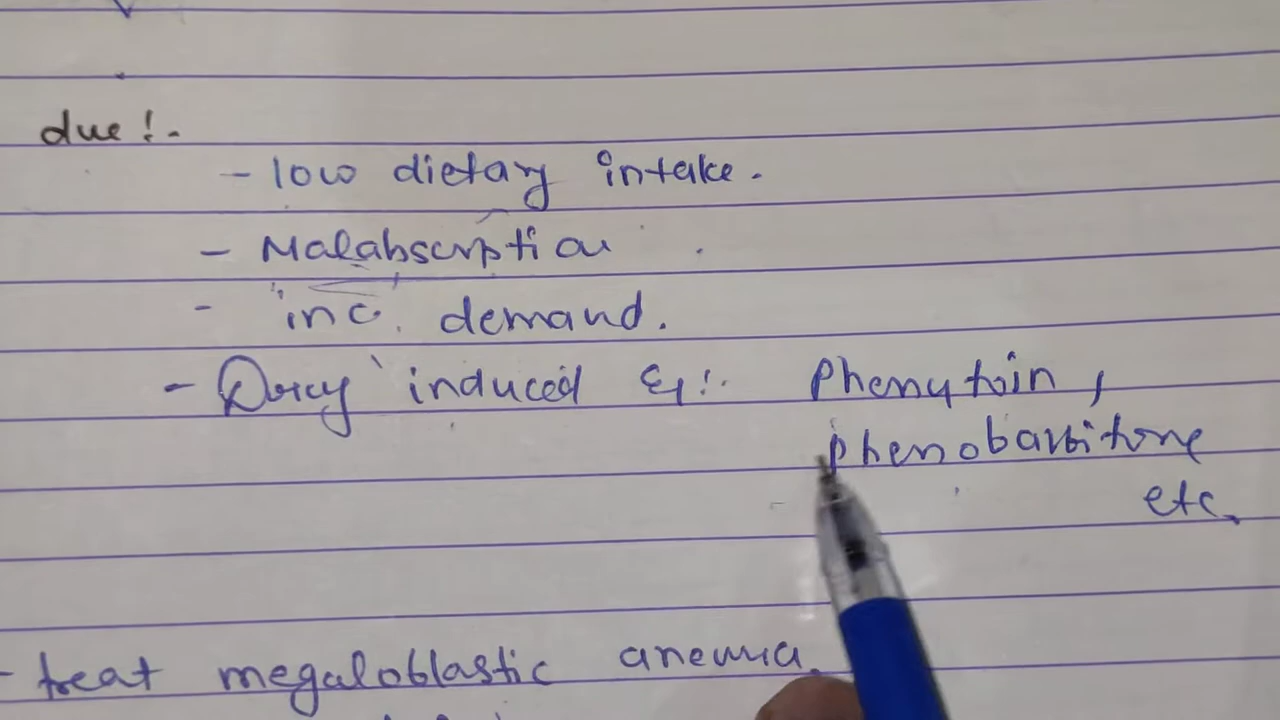 due :-
- low dietary intake.
- Malabsorption
- inc. demand.
- Drug induced Eg:- Phenytoin,
phenobarbitone
etc.
- treat megaloblastic anemia.